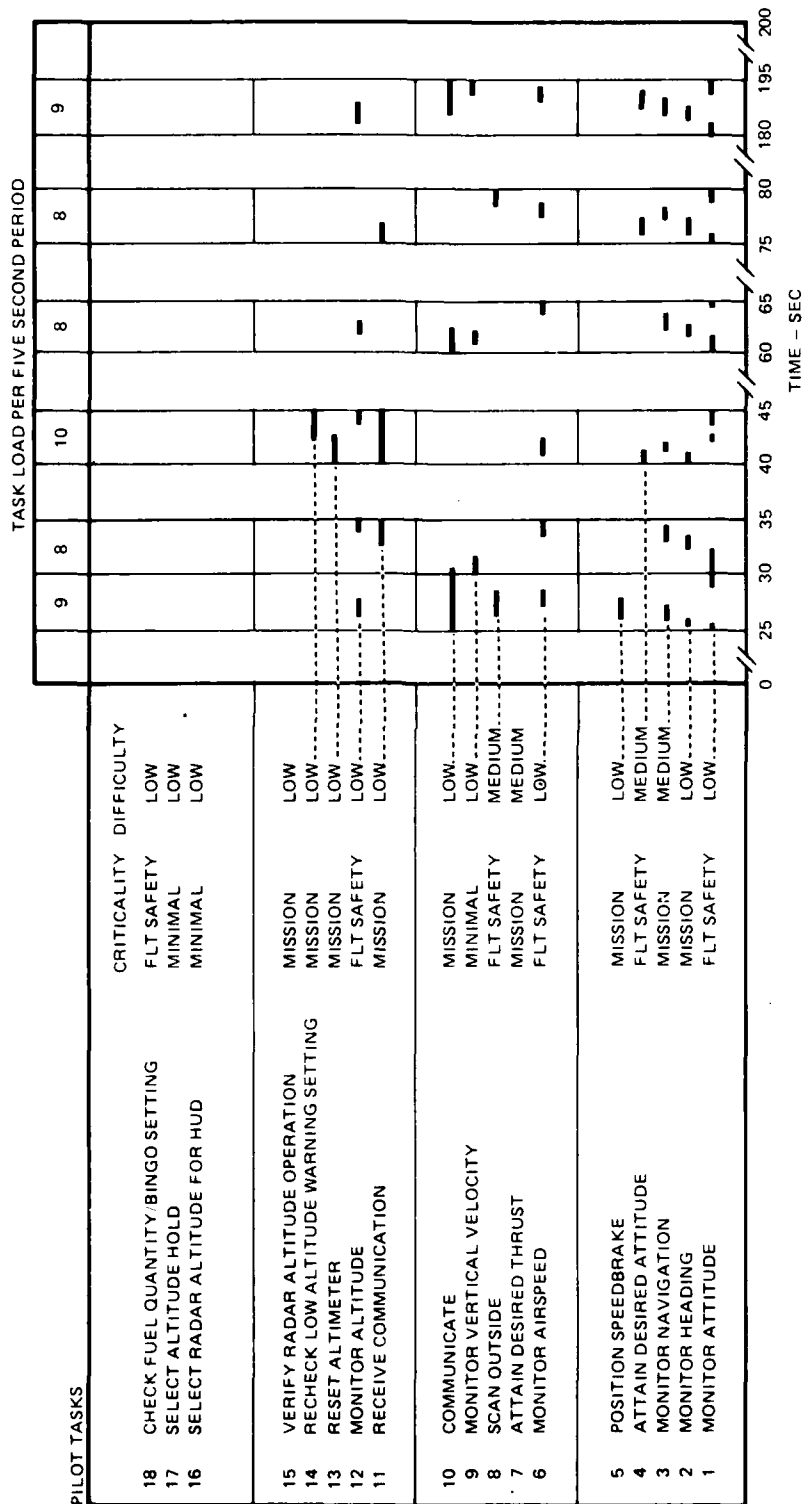 TASK LOAD PER FIVE SECOND PERIOD
9 8 10 8 8 9
PILOT TASKS
CRITICALITY DIFFICULTY
18 CHECK FUEL QUANTITY/BINGO SETTING FLT SAFETY LOW
17 SELECT ALTITUDE HOLD MINIMAL LOW
16 SELECT RADAR ALTITUDE FOR HUD MINIMAL LOW
15 VERIFY RADAR ALTITUDE OPERATION MISSION LOW
14 RECHECK LOW ALTITUDE WARNING SETTING MISSION LOW
13 RESET ALTIMETER MISSION LOW
12 MONITOR ALTITUDE FLT SAFETY LOW
11 RECEIVE COMMUNICATION MISSION LOW
10 COMMUNICATE MISSION LOW
9 MONITOR VERTICAL VELOCITY MINIMAL LOW
8 SCAN OUTSIDE FLT SAFETY MEDIUM
7 ATTAIN DESIRED THRUST MISSION MEDIUM
6 MONITOR AIRSPEED FLT SAFETY LOW
5 POSITION SPEEDBRAKE MISSION LOW
4 ATTAIN DESIRED ATTITUDE FLT SAFETY MEDIUM
3 MONITOR NAVIGATION MISSION MEDIUM
2 MONITOR HEADING MISSION LOW
1 MONITOR ATTITUDE FLT SAFETY LOW
0 25 30 35 40 45 60 65 75 80 180 195 200
TIME – SEC